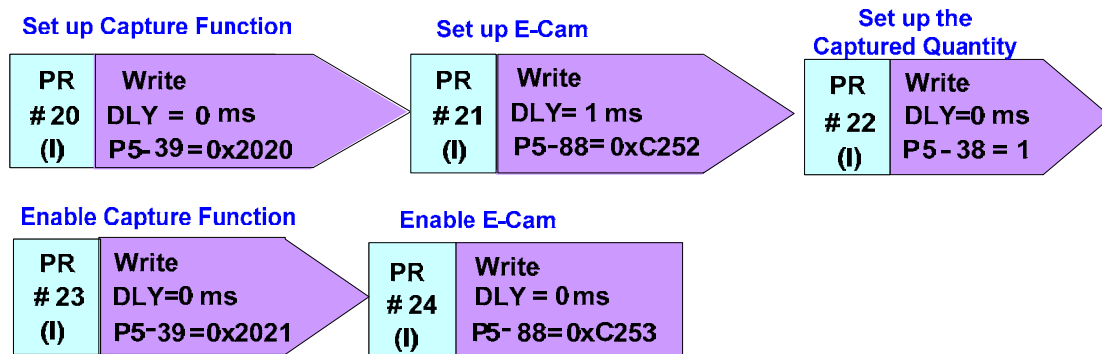 Set up Capture Function
PR
# 20
(I)
Write
DLY = 0 ms
P5-39=0x2020
Set up E-Cam
PR
# 21
(I)
Write
DLY= 1 ms
P5-88=0xC252
Set up the
Captured Quantity
PR
# 22
(I)
Write
DLY=0 ms
P5-38 = 1
Enable Capture Function
PR
# 23
(I)
Write
DLY=0 ms
P5-39=0x2021
Enable E-Cam
PR
# 24
(I)
Write
DLY = 0ms
P5-88=0xC253